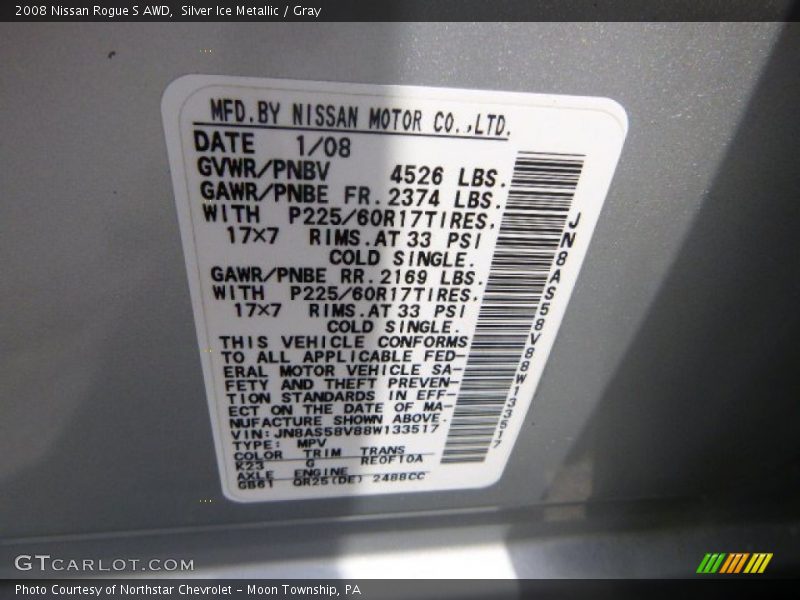 2008 Nissan Rogue S AWD,  Silver Ice Metallic / Gray
MFD.BY NISSAN MOTOR CO.,LTD.
DATE 1/08
GVWR/PNBV 4526 LBS.
GAWR/PNBE FR.2374 LBS.
WITH P225/60R17TIRES,
17×7 RIMS.AT 33 PSI
COLD SINGLE.
GAWR/PNBE RR.2169 LBS.
WITH P225/60R17TIRES,
17×7 RIMS.AT 33 PSI
COLD SINGLE.
THIS VEHICLE CONFORMS
TO ALL APPLICABLE FED-
ERAL MOTOR VEHICLE SA-
FETY AND THEFT PREVEN-
TION STANDARDS IN EFF-
ECT ON THE DATE OF MA-
NUFACTURE SHOWN ABOVE.
VIN:JN8AS58V88W133517
TYPE: MPV
COLOR TRIM TRANS
K23 G RE0F10A
AXLE ENGINE
GB61 QR25(DE) 2488CC
JN8AS58V88W133517
GTCARLOT.COM
Photo Courtesy of Northstar Chevrolet - Moon Township, PA